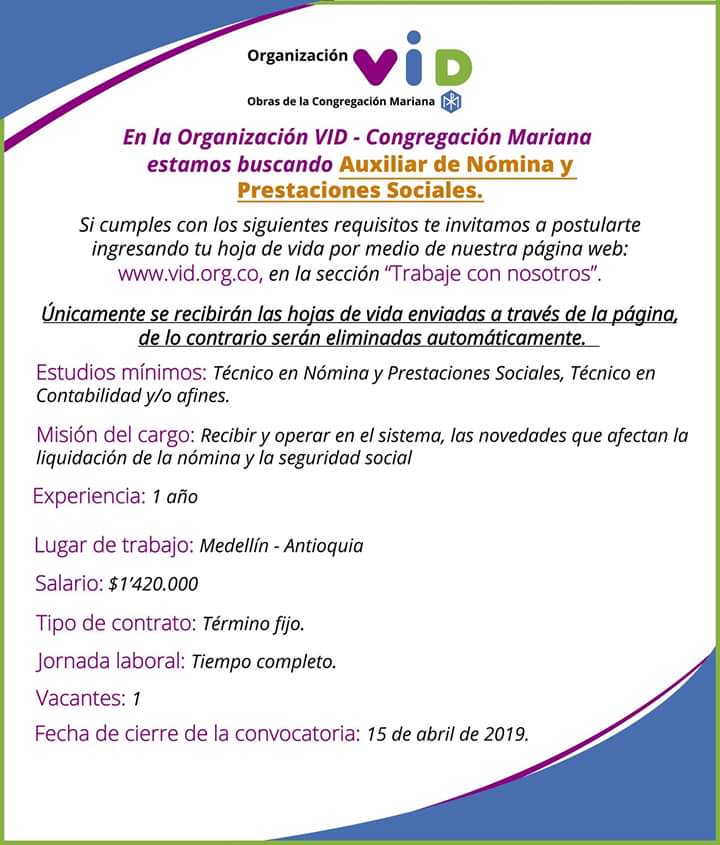 Organización VID
Obras de la Congregación Mariana
En la Organización VID - Congregación Mariana
estamos buscando Auxiliar de Nómina y
Prestaciones Sociales.
Si cumples con los siguientes requisitos te invitamos a postularte
ingresando tu hoja de vida por medio de nuestra página web:
www.vid.org.co, en la sección “Trabaje con nosotros”.
Únicamente se recibirán las hojas de vida enviadas a través de la página,
de lo contrario serán eliminadas automáticamente.
Estudios mínimos: Técnico en Nómina y Prestaciones Sociales, Técnico en
Contabilidad y/o afines.
Misión del cargo: Recibir y operar en el sistema, las novedades que afectan la
liquidación de la nómina y la seguridad social
Experiencia: 1 año
Lugar de trabajo: Medellín - Antioquia
Salario: $1’420.000
Tipo de contrato: Término fijo.
Jornada laboral: Tiempo completo.
Vacantes: 1
Fecha de cierre de la convocatoria: 15 de abril de 2019.